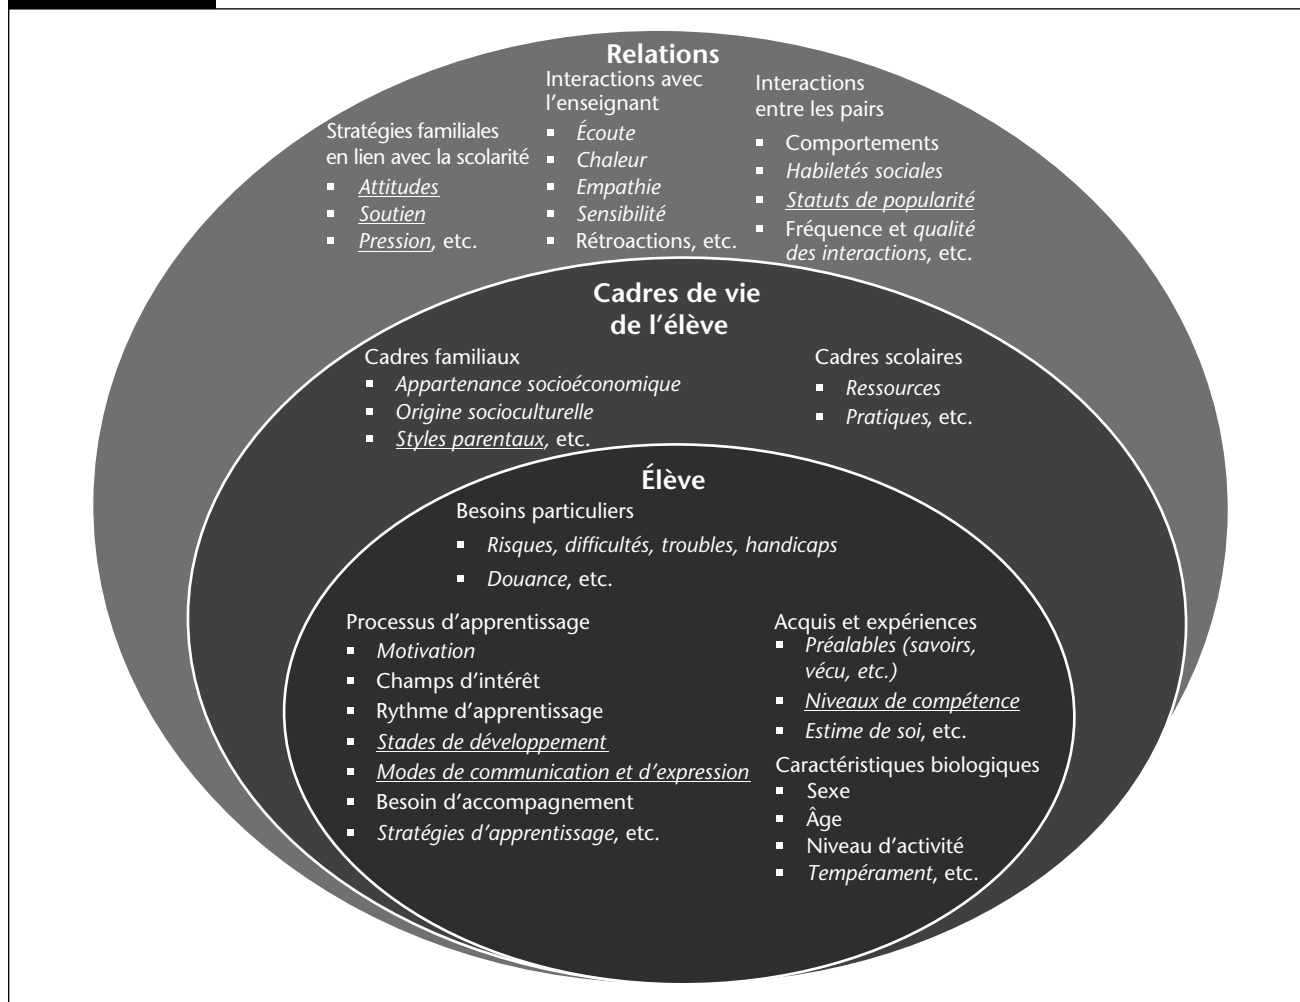 Relations
Stratégies familiales
en lien avec la scolarité
▪ Attitudes
▪ Soutien
▪ Pression, etc.
Interactions avec
l’enseignant
▪ Écoute
▪ Chaleur
▪ Empathie
▪ Sensibilité
▪ Rétroactions, etc.
Interactions
entre les pairs
▪ Comportements
▪ Habiletés sociales
▪ Statuts de popularité
▪ Fréquence et qualité
des interactions, etc.
Cadres de vie
de l’élève
Cadres familiaux
▪ Appartenance socioéconomique
▪ Origine socioculturelle
▪ Styles parentaux, etc.
Cadres scolaires
▪ Ressources
▪ Pratiques, etc.
Élève
Besoins particuliers
▪ Risques, difficultés, troubles, handicaps
▪ Douance, etc.
Processus d’apprentissage
▪ Motivation
▪ Champs d’intérêt
▪ Rythme d’apprentissage
▪ Stades de développement
▪ Modes de communication et d’expression
▪ Besoin d’accompagnement
▪ Stratégies d’apprentissage, etc.
Acquis et expériences
▪ Préalables (savoirs,
vécu, etc.)
▪ Niveaux de compétence
▪ Estime de soi, etc.
Caractéristiques biologiques
▪ Sexe
▪ Âge
▪ Niveau d’activité
▪ Tempérament, etc.